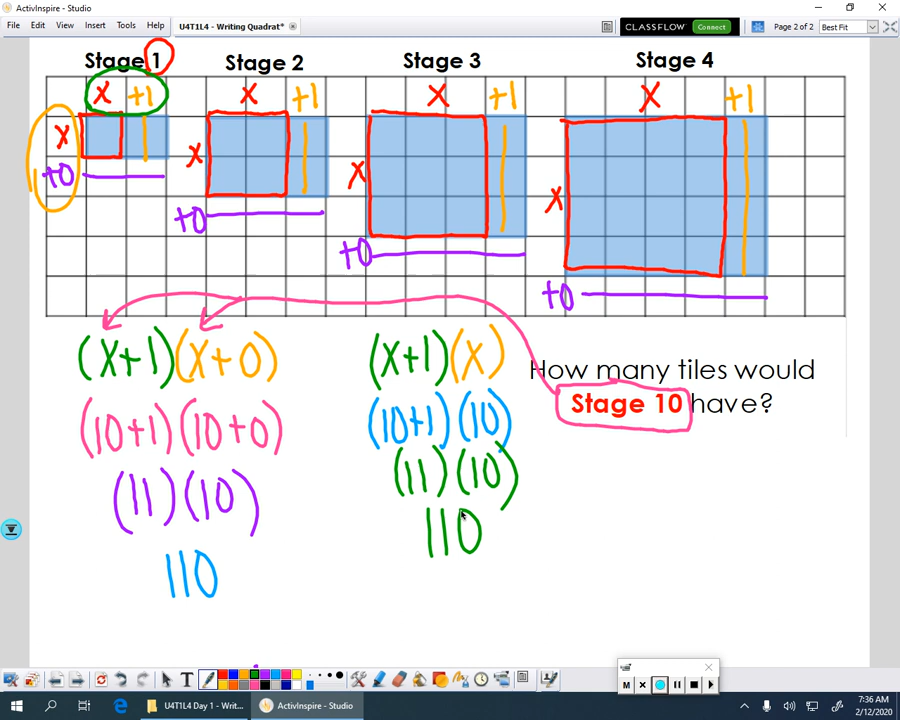 ActivInspire - Studio
File Edit View Insert Tools Help
U4T1L4 - Writing Quadrat*
CLASSFLOW Connect
Page 2 of 2
Best Fit
Stage 1
Stage 2
Stage 3
Stage 4
x +1
x +1
x +1
x +1
x
x
x
x
+0
+0
+0
+0
(x+1)(x+0)
(10+1)(10+0)
(11)(10)
110
(x+1)(x)
(10+1)(10)
(11)(10)
110
How many tiles would
Stage 10 have?
M
U4T1L4 Day 1 - Writ...
ActivInspire - Studio
7:36 AM
2/12/2020